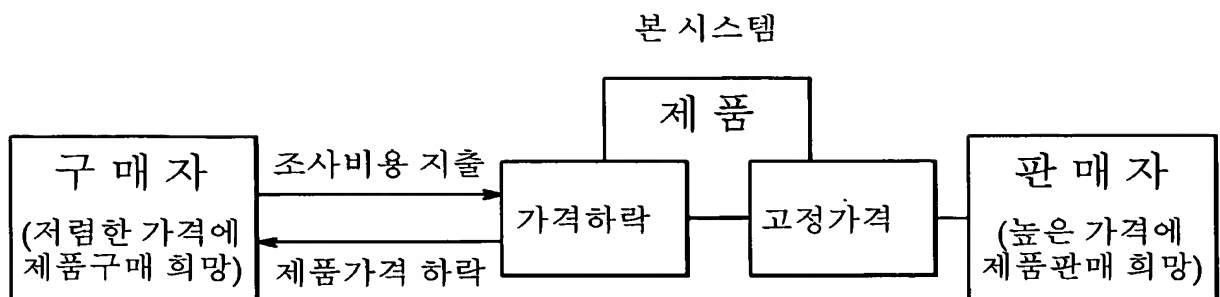 본 시스템
제 품
구 매 자
(저렴한 가격에
제품구매 희망)
조사비용 지출
제품가격 하락
가격하락
고정가격
판 매 자
(높은 가격에
제품판매 희망)